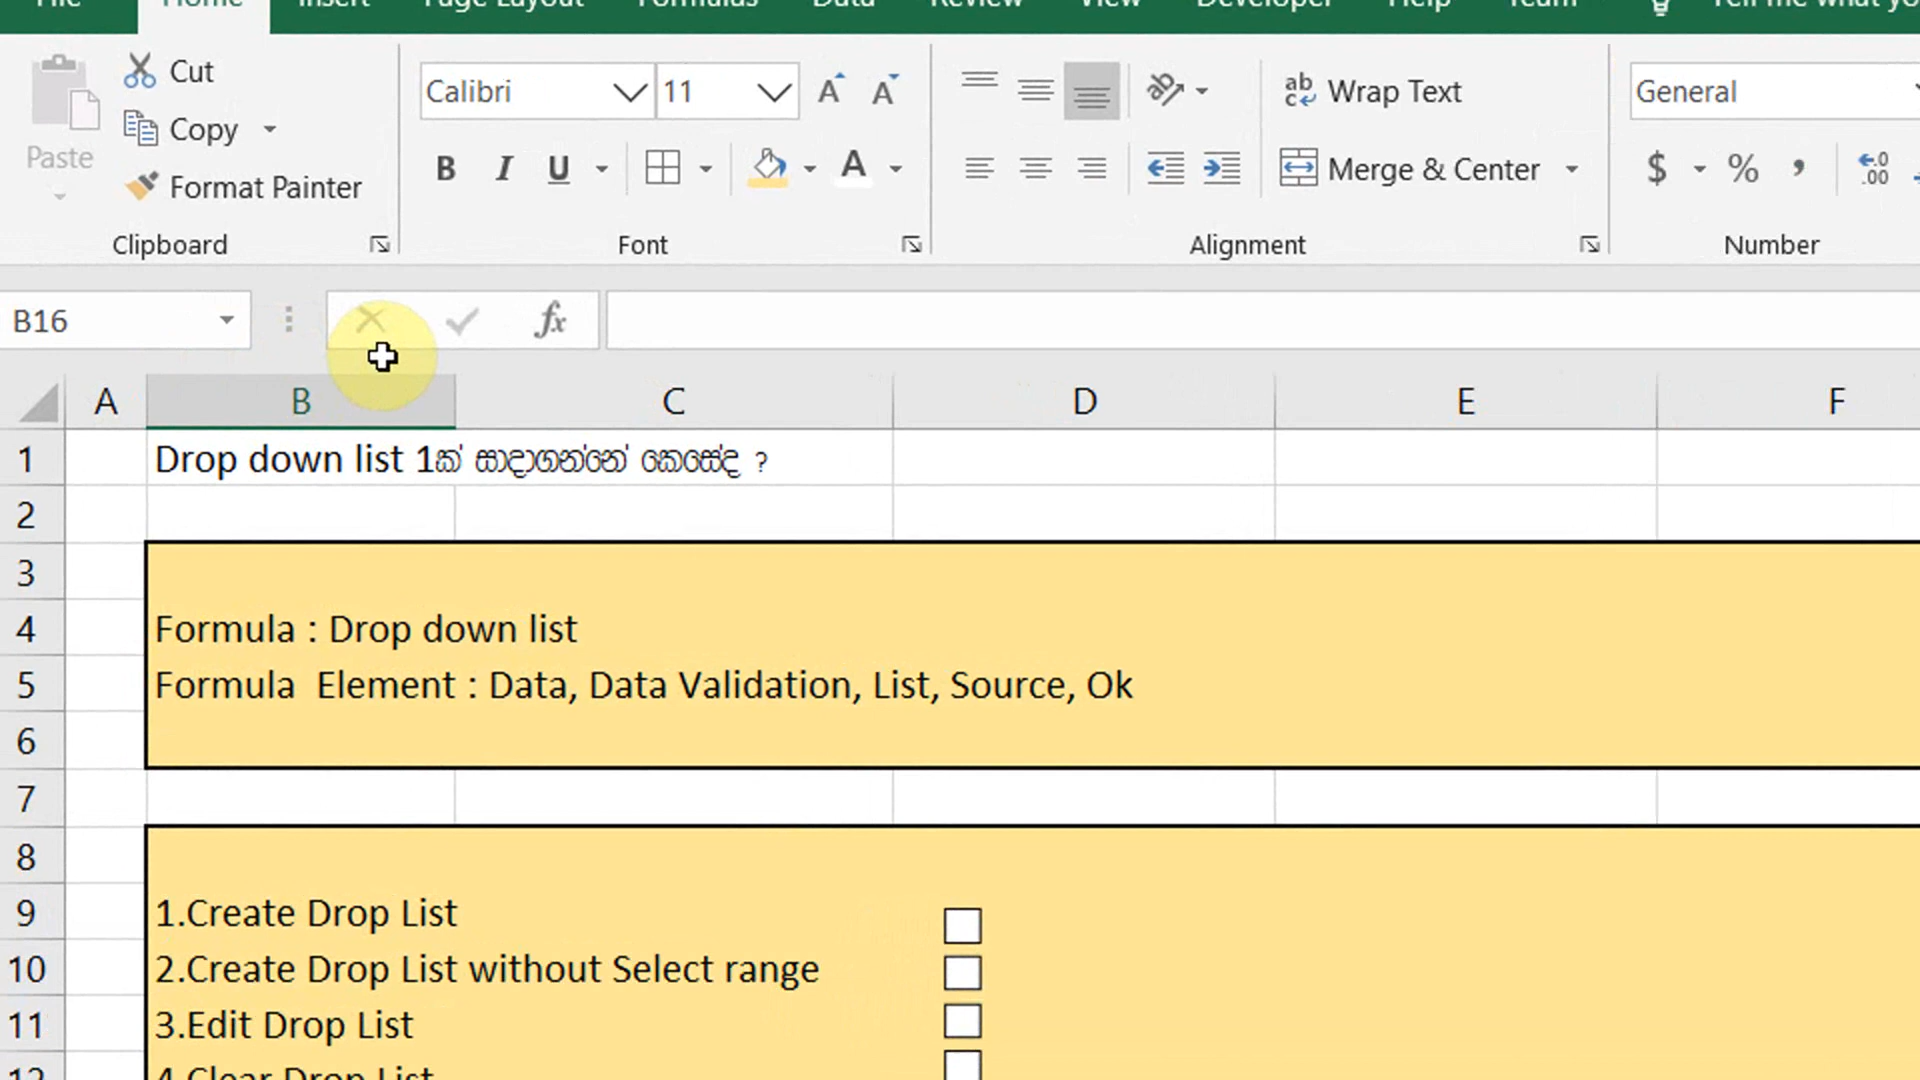 File Home Insert Page Layout Formulas Data Review View Developer Help Team Tell me what yo
Cut
Copy
Paste
Format Painter
Clipboard
Calibri 11
B I U
Font
Wrap Text
Merge & Center
Alignment
General
$ % ,
Number
B16
fx
A B C D E F
1 Drop down list 1ක් සාදාගන්නේ කෙසේද ?
2
3
4 Formula : Drop down list
5 Formula Element : Data, Data Validation, List, Source, Ok
6
7
8
9 1.Create Drop List
10 2.Create Drop List without Select range
11 3.Edit Drop List
12 4.Clear Drop List